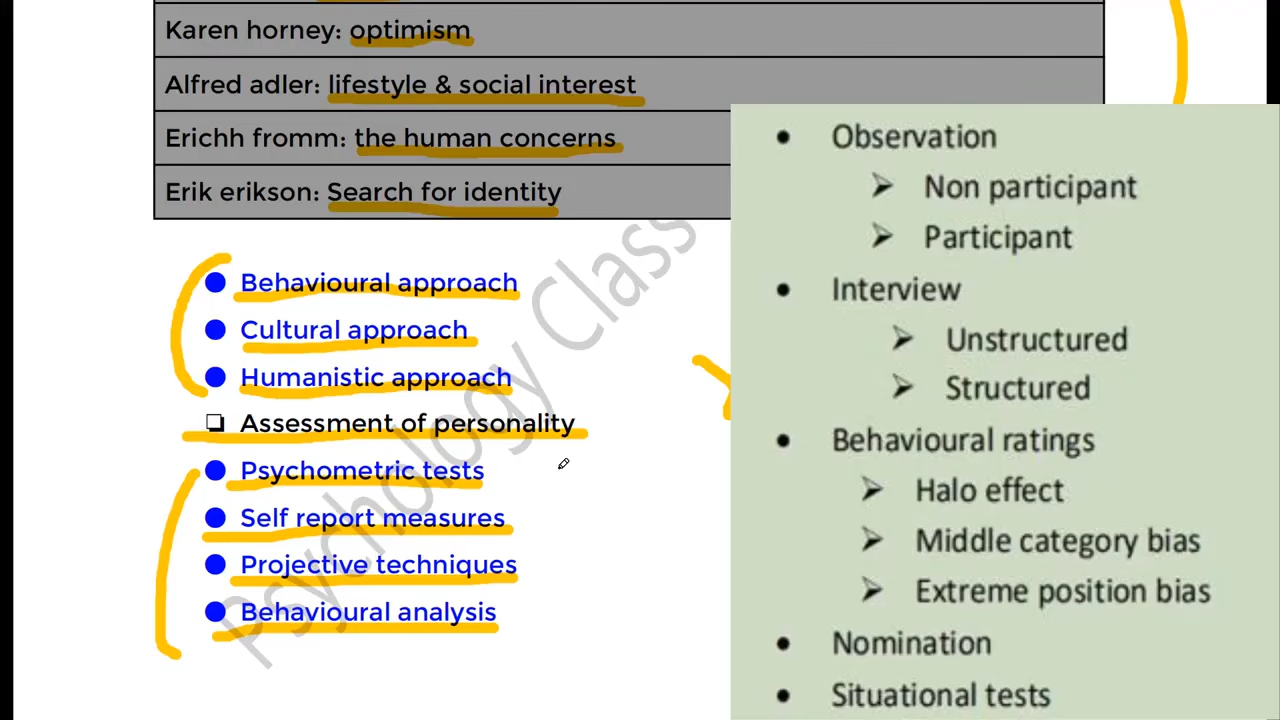 Karen horney: optimism
Alfred adler: lifestyle & social interest
Erichh fromm: the human concerns
Erik erikson: Search for identity
Behavioural approach
Cultural approach
Humanistic approach
Assessment of personality
Psychometric tests
Self report measures
Projective techniques
Behavioural analysis
Psychology Class
• Observation
➢ Non participant
➢ Participant
• Interview
➢ Unstructured
➢ Structured
• Behavioural ratings
➢ Halo effect
➢ Middle category bias
➢ Extreme position bias
• Nomination
• Situational tests